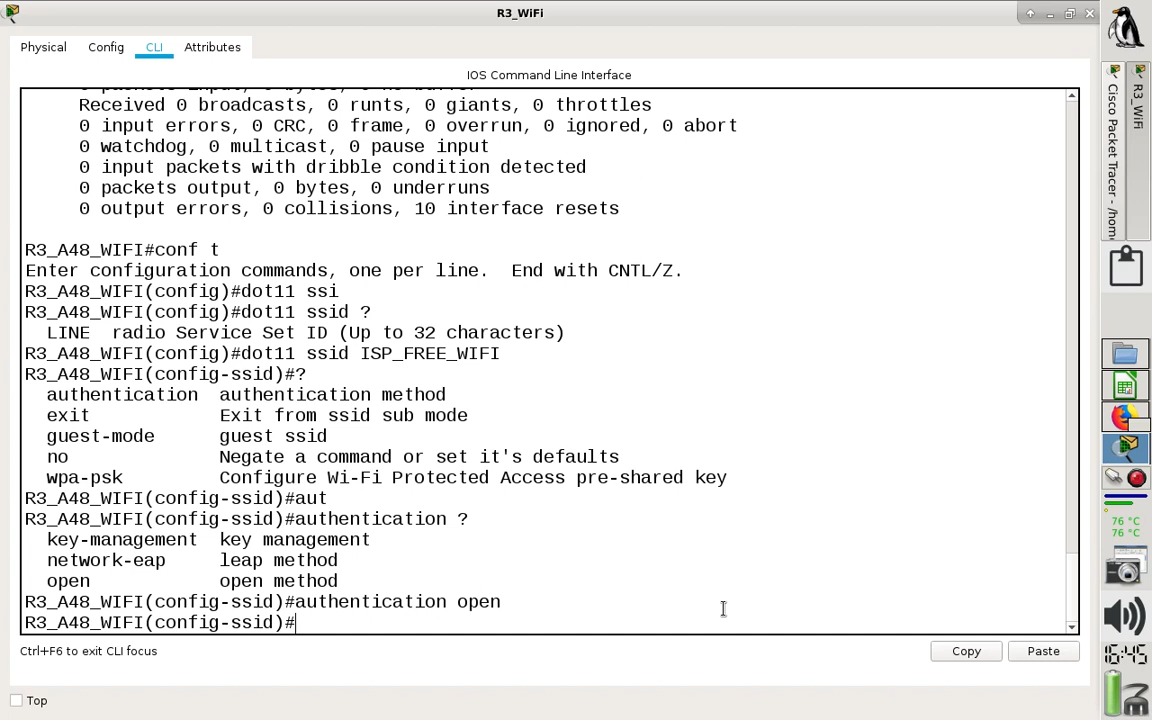 R3_WiFi
Physical Config CLI Attributes
IOS Command Line Interface
Received 0 broadcasts, 0 runts, 0 giants, 0 throttles
0 input errors, 0 CRC, 0 frame, 0 overrun, 0 ignored, 0 abort
0 watchdog, 0 multicast, 0 pause input
0 input packets with dribble condition detected
0 packets output, 0 bytes, 0 underruns
0 output errors, 0 collisions, 10 interface resets
R3_A48_WIFI#conf t
Enter configuration commands, one per line.  End with CNTL/Z.
R3_A48_WIFI(config)#dot11 ssi
R3_A48_WIFI(config)#dot11 ssid ?
LINE  radio Service Set ID (Up to 32 characters)
R3_A48_WIFI(config)#dot11 ssid ISP_FREE_WIFI
R3_A48_WIFI(config-ssid)#?
authentication  authentication method
exit            Exit from ssid sub mode
guest-mode      guest ssid
no              Negate a command or set it's defaults
wpa-psk         Configure Wi-Fi Protected Access pre-shared key
R3_A48_WIFI(config-ssid)#aut
R3_A48_WIFI(config-ssid)#authentication ?
key-management  key management
network-eap     leap method
open            open method
R3_A48_WIFI(config-ssid)#authentication open
R3_A48_WIFI(config-ssid)#
Ctrl+F6 to exit CLI focus
Copy Paste
Top
Cisco Packet Tracer - /hom
R3_WiFi
76 °C
76 °C
16:45